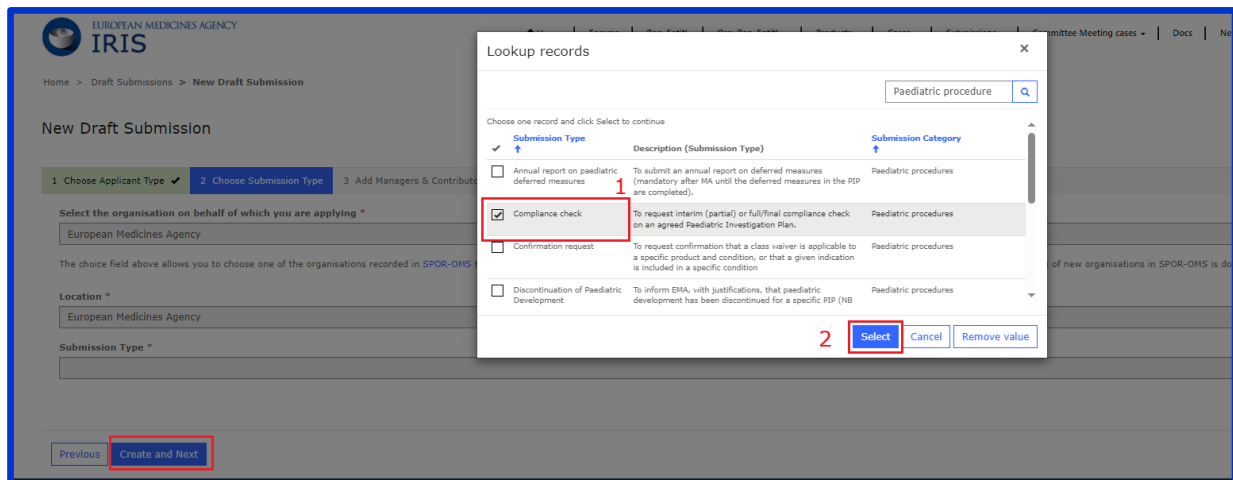 EUROPEAN MEDICINES AGENCY
IRIS
mmittee Meeting cases
Docs
Ne
Home > Draft Submissions > New Draft Submission
New Draft Submission
1 Choose Applicant Type
2 Choose Submission Type
3 Add Managers & Contributo
Select the organisation on behalf of which you are applying *
European Medicines Agency
The choice field above allows you to choose one of the organisations recorded in SPOR-OMS
of new organisations in SPOR-OMS is do
Location *
European Medicines Agency
Submission Type *
Previous
Create and Next
Lookup records
Paediatric procedure
Choose one record and click Select to continue
Submission Type
Description (Submission Type)
Submission Category
Annual report on paediatric
deferred measures
To submit an annual report on deferred measures
(mandatory after MA until the deferred measures in the PIP
are completed).
Paediatric procedures
1
Compliance check
To request interim (partial) or full/final compliance check
on an agreed Paediatric Investigation Plan.
Paediatric procedures
Confirmation request
To request confirmation that a class waiver is applicable to
a specific product and condition, or that a given indication
is included in a specific condition
Paediatric procedures
Discontinuation of Paediatric
Development
To inform EMA, with justifications, that paediatric
development has been discontinued for a specific PIP (NB
Paediatric procedures
2
Select
Cancel
Remove value